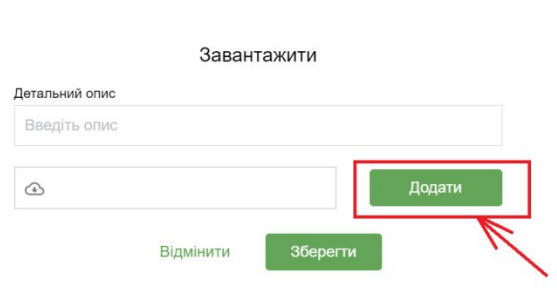 Завантажити
Детальний опис
Введіть опис
Додати
Відмінити
Зберегти